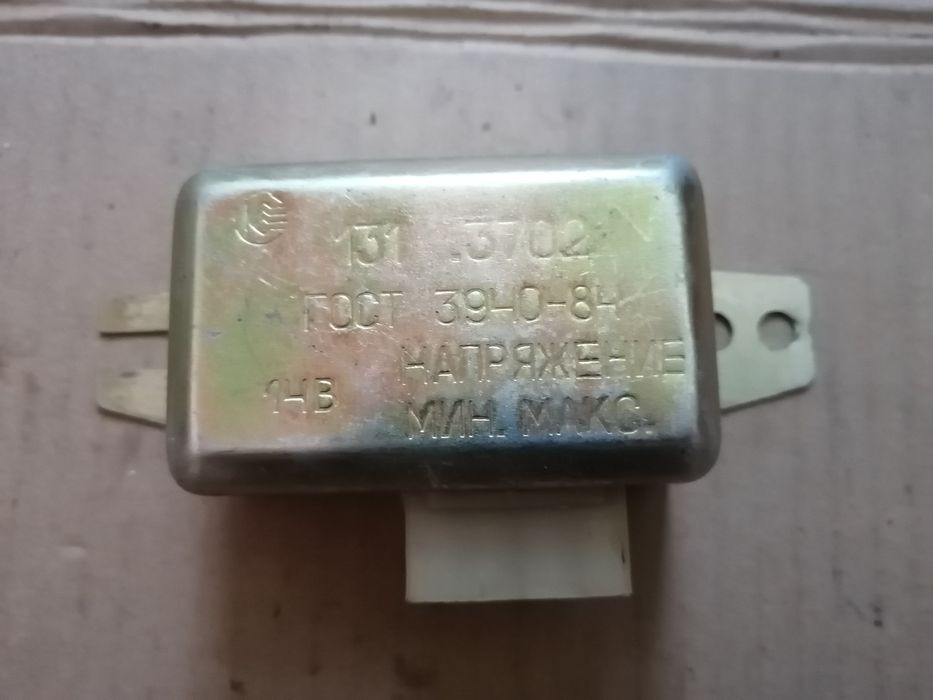 131 .3702
ГОСТ 3940-84
НАПРЯЖЕНИЕ
14В
МИН. МАКС.